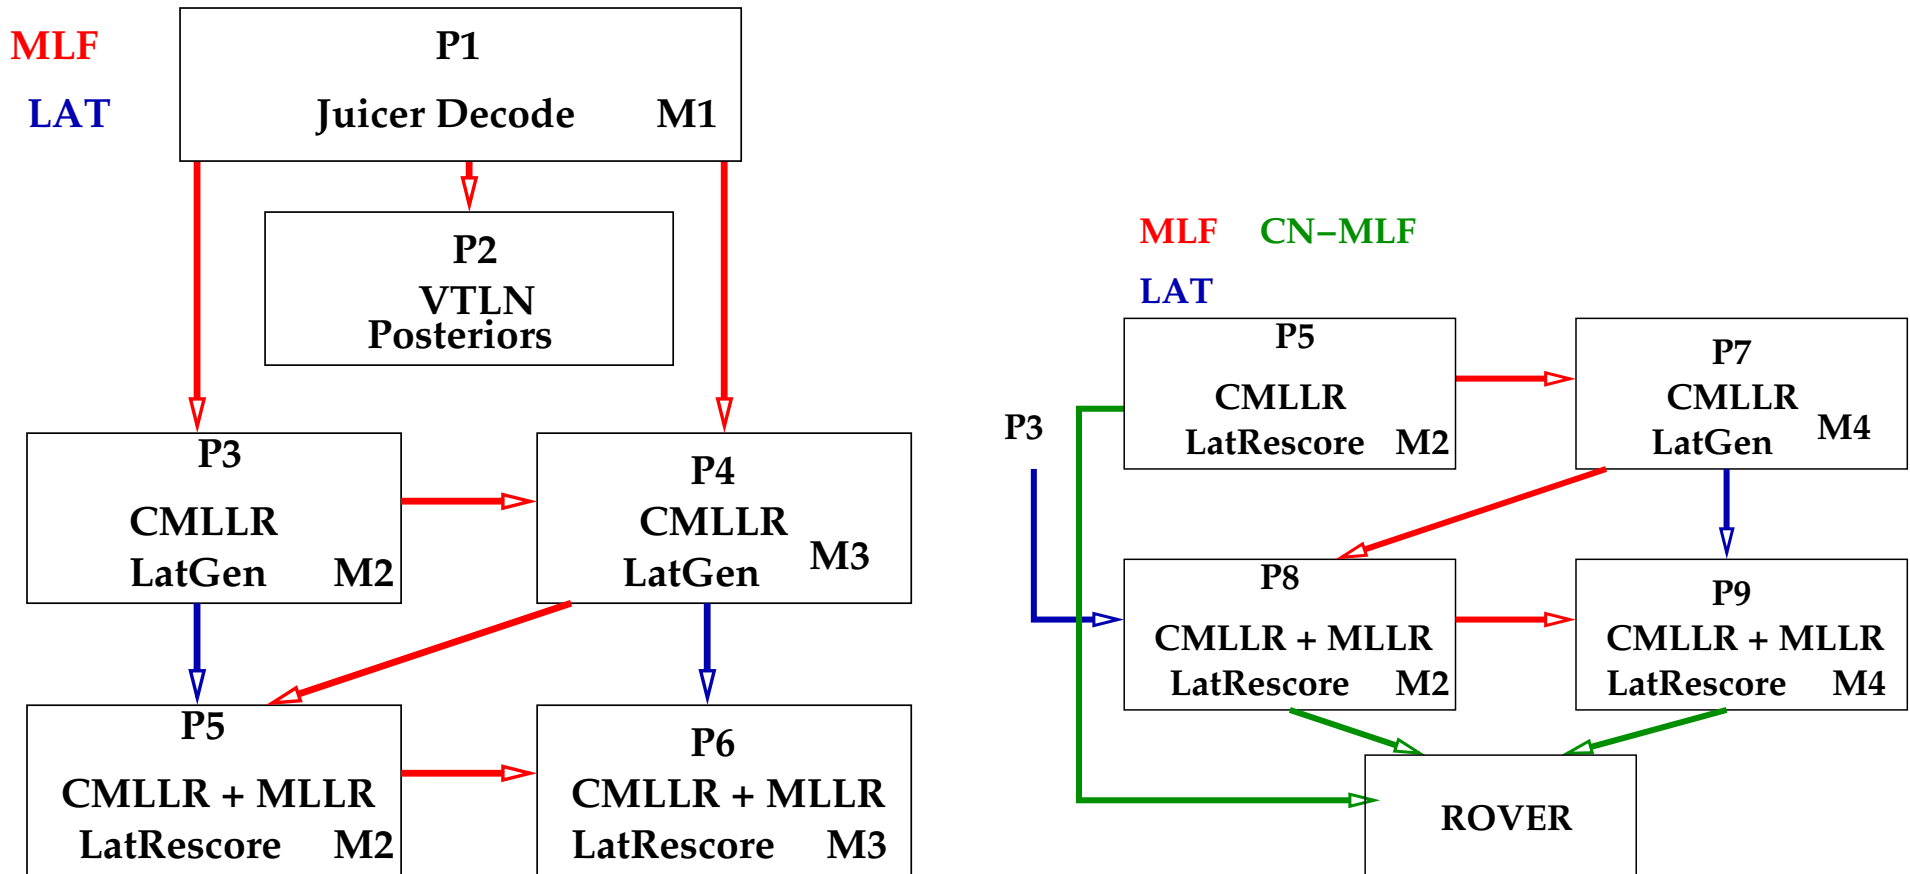 MLF
LAT
P1
Juicer Decode M1
P2
VTLN
Posteriors
P3
CMLLR
LatGen M2
P4
CMLLR
LatGen M3
P5
CMLLR + MLLR
LatRescore M2
P6
CMLLR + MLLR
LatRescore M3
MLF CN−MLF
LAT
P3
P5
CMLLR
LatRescore M2
P7
CMLLR
LatGen M4
P8
CMLLR + MLLR
LatRescore M2
P9
CMLLR + MLLR
LatRescore M4
ROVER